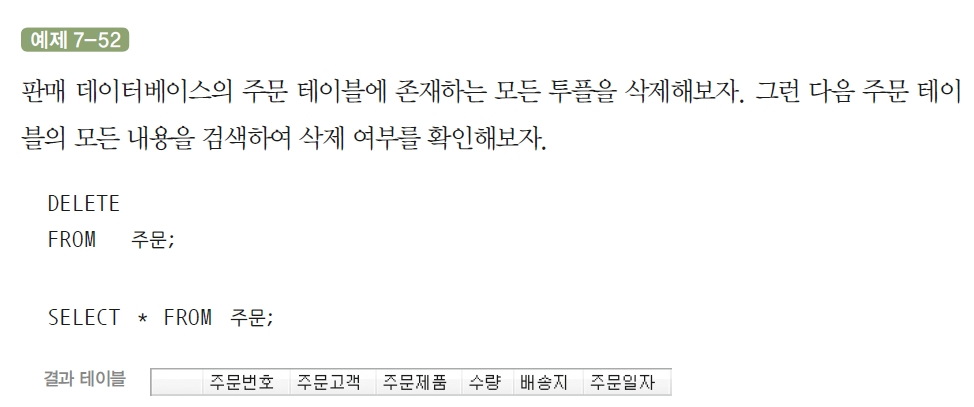 예제 7-52
판매 데이터베이스의 주문 테이블에 존재하는 모든 투플을 삭제해보자. 그런 다음 주문 테이
블의 모든 내용을 검색하여 삭제 여부를 확인해보자.
DELETE
FROM 주문;
SELECT * FROM 주문;
결과 테이블 주문번호 주문고객 주문제품 수량 배송지 주문일자